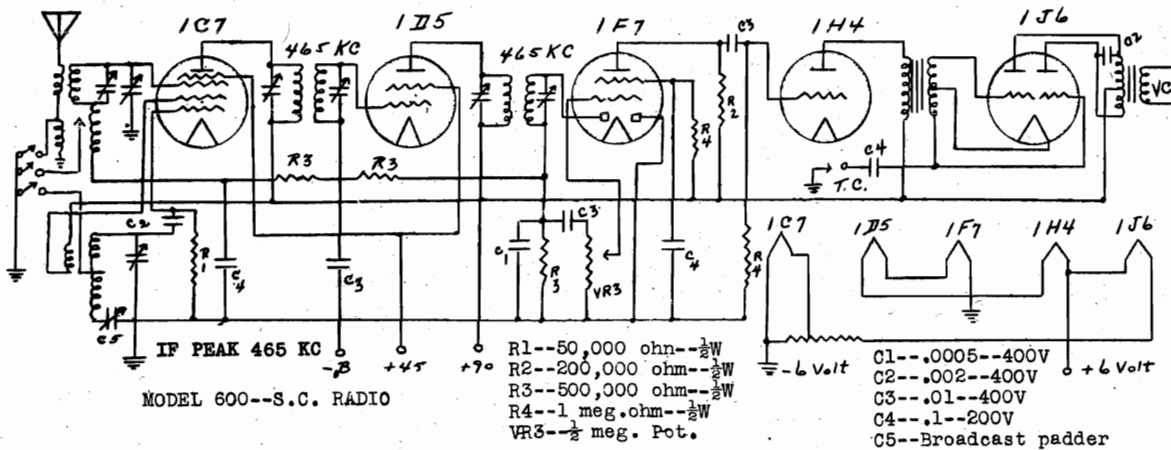 1C7
1D5
1F7
1H4
1J6
465 KC
465 KC
C3
C2
R2
R4
C4
T.C.
VC
R3
R3
C2
R1
C4
C3
C1
R3
C3
VR3
C4
R4
1C7
1D5
1F7
1H4
1J6
C5
IF PEAK 465 KC
-B
+45
+90
-6 Volt
+6 Volt
MODEL 600--S.C. RADIO
R1--50,000 ohn--½W
R2--200,000 ohm--½W
R3--500,000 ohm--½W
R4--1 meg.ohm--½W
VR3--½ meg. Pot.
C1--.0005--400V
C2--.002--400V
C3--.01--400V
C4--.1--200V
C5--Broadcast padder